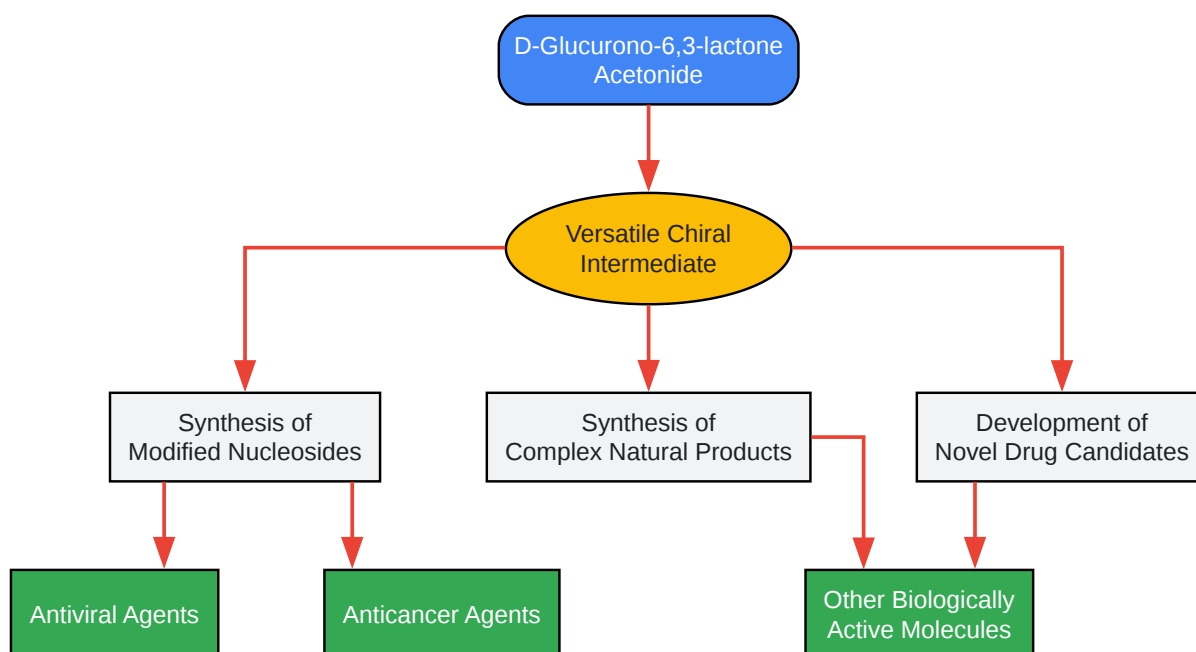 D-Glucurono-6,3-lactone
Acetonide
Versatile Chiral
Intermediate
Synthesis of
Modified Nucleosides
Synthesis of
Complex Natural Products
Development of
Novel Drug Candidates
Antiviral Agents
Anticancer Agents
Other Biologically
Active Molecules